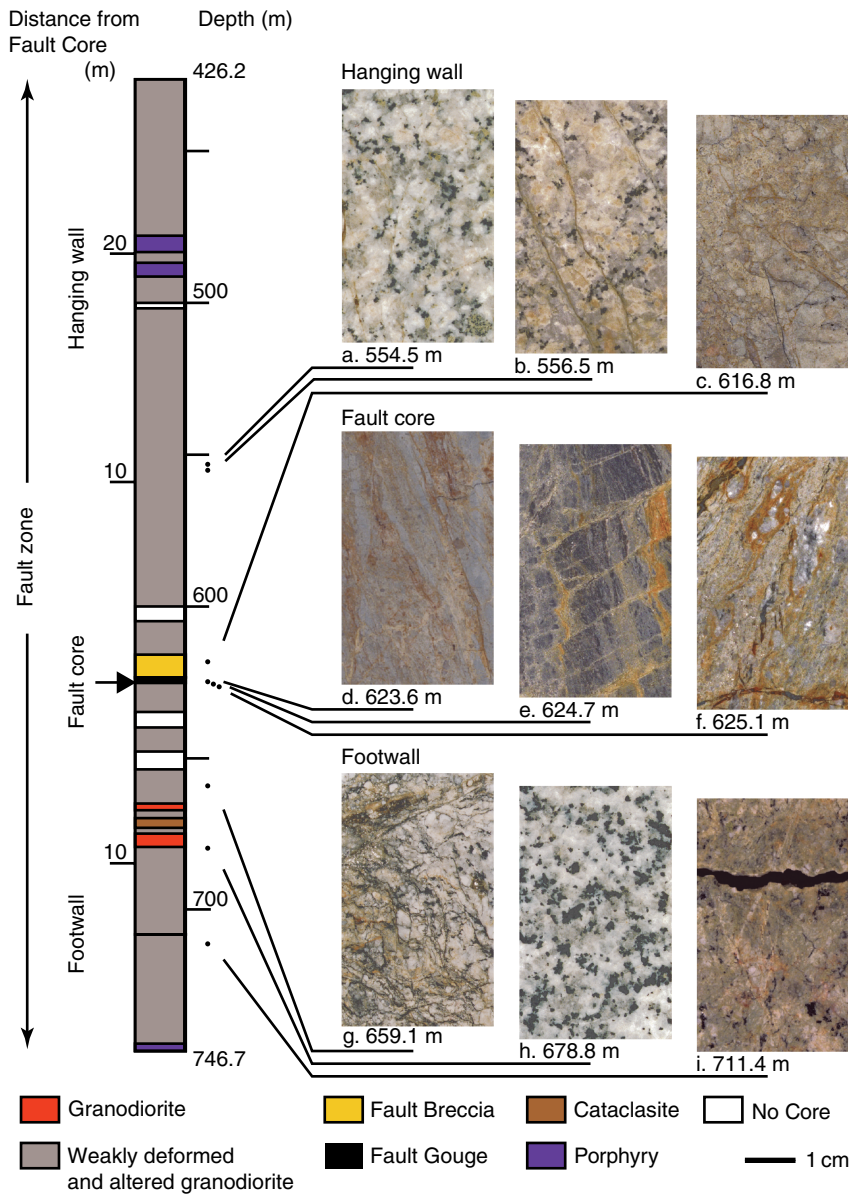 Distance from
Fault Core
(m)
Depth (m)
426.2
Hanging wall
20
500
Hanging wall
a. 554.5 m
b. 556.5 m
c. 616.8 m
Fault core
10
Fault zone
600
Fault core
d. 623.6 m
e. 624.7 m
f. 625.1 m
Footwall
10
700
Footwall
g. 659.1 m
h. 678.8 m
i. 711.4 m
746.7
Granodiorite
Fault Breccia
Cataclasite
No Core
Weakly deformed
and altered granodiorite
Fault Gouge
Porphyry
1 cm